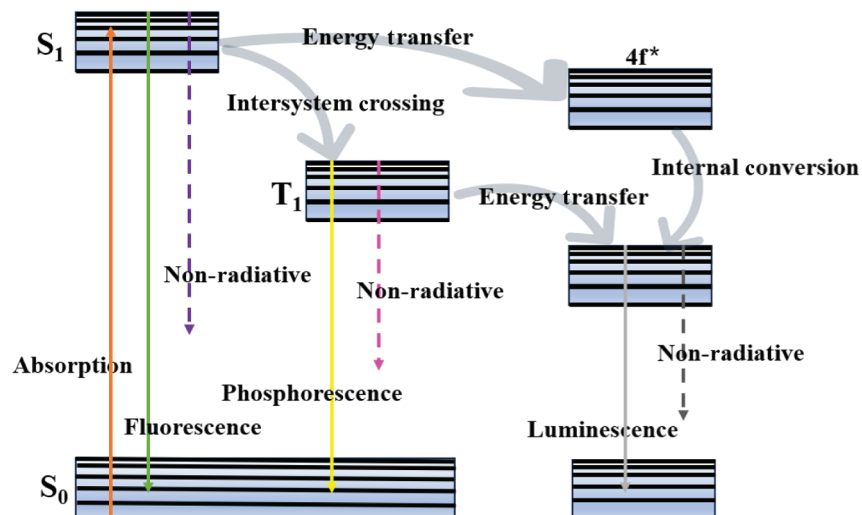 Energy transfer
S₁
4f*
Intersystem crossing
Internal conversion
T₁
Energy transfer
Non-radiative
Non-radiative
Non-radiative
Absorption
Phosphorescence
Fluorescence
Luminescence
S₀